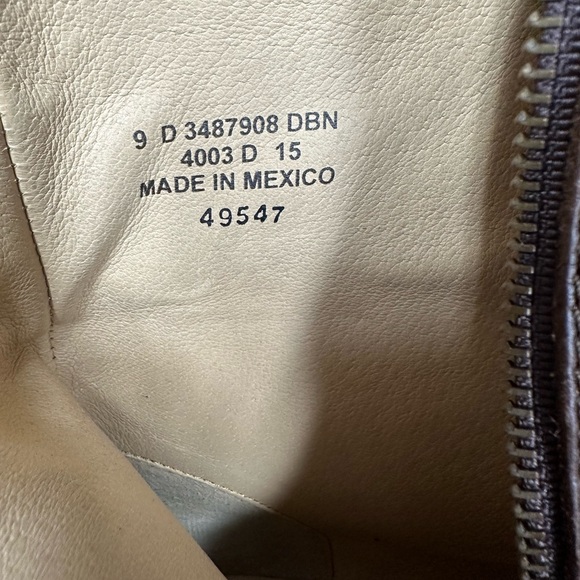 9 D 3487908 DBN
4003 D 15
MADE IN MEXICO
49547